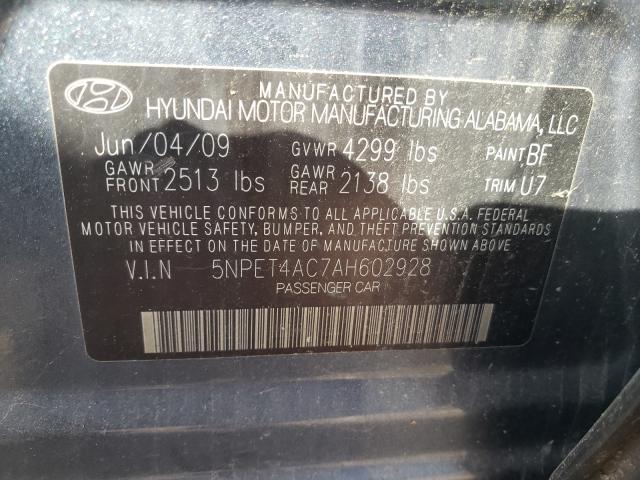 MANUFACTURED BY
HYUNDAI MOTOR MANUFACTURING ALABAMA, LLC
Jun/04/09 GVWR 4299 lbs PAINT BF
GAWR FRONT 2513 lbs GAWR REAR 2138 lbs TRIM U7
THIS VEHICLE CONFORMS TO ALL APPLICABLE U.S.A. FEDERAL
MOTOR VEHICLE SAFETY, BUMPER, AND THEFT PREVENTION STANDARDS
IN EFFECT ON THE DATE OF MANUFACTURE SHOWN ABOVE.
V.I.N 5NPET4AC7AH602928
PASSENGER CAR